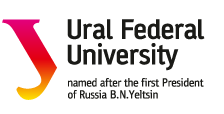 Ural Federal
University
named after the first President
of Russia B.N.Yeltsin